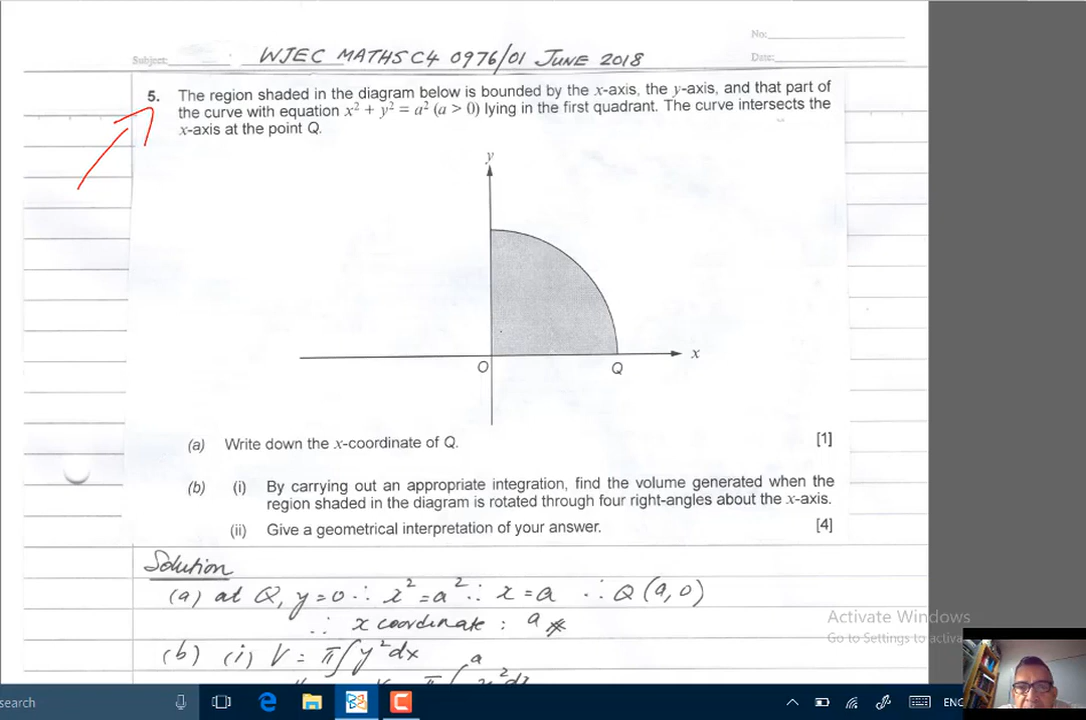 No:
Subject: WJEC MATHS C4 0976/01 JUNE 2018 Date:
5. The region shaded in the diagram below is bounded by the x-axis, the y-axis, and that part of
the curve with equation x² + y² = a² (a > 0) lying in the first quadrant. The curve intersects the
x-axis at the point Q.
y
x
O Q
(a) Write down the x-coordinate of Q. [1]
(b) (i) By carrying out an appropriate integration, find the volume generated when the
region shaded in the diagram is rotated through four right-angles about the x-axis.
(ii) Give a geometrical interpretation of your answer. [4]
Solution
(a) at Q, y=0 ∴ x²=a² ∴ x=a ∴ Q(a,0)
∴ x coordinate : a
(b) (i) V = π∫y²dx
Activate Windows
Go to Settings to activa
search ENG